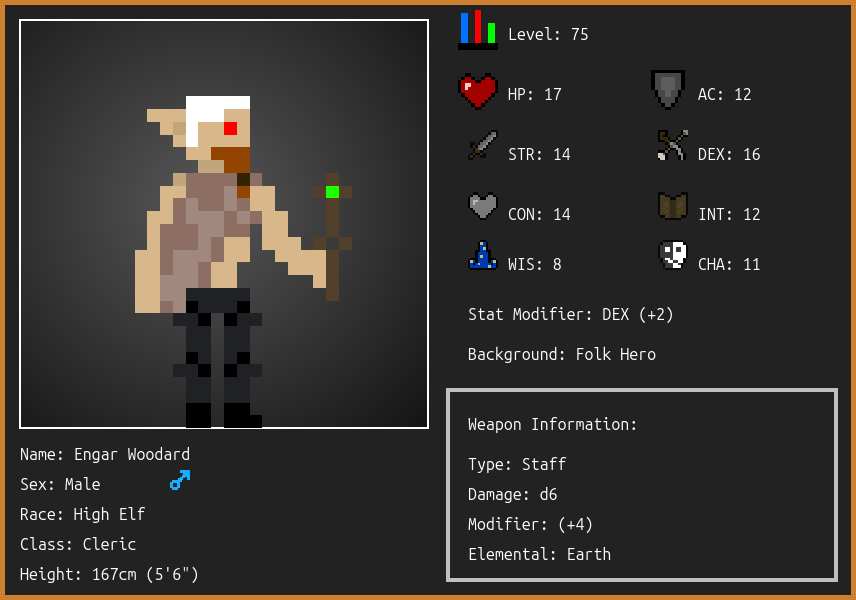 Level: 75
HP: 17
AC: 12
STR: 14
DEX: 16
CON: 14
INT: 12
WIS: 8
CHA: 11
Stat Modifier: DEX (+2)
Background: Folk Hero
Weapon Information:
Type: Staff
Damage: d6
Modifier: (+4)
Elemental: Earth
Name: Engar Woodard
Sex: Male
Race: High Elf
Class: Cleric
Height: 167cm (5'6")